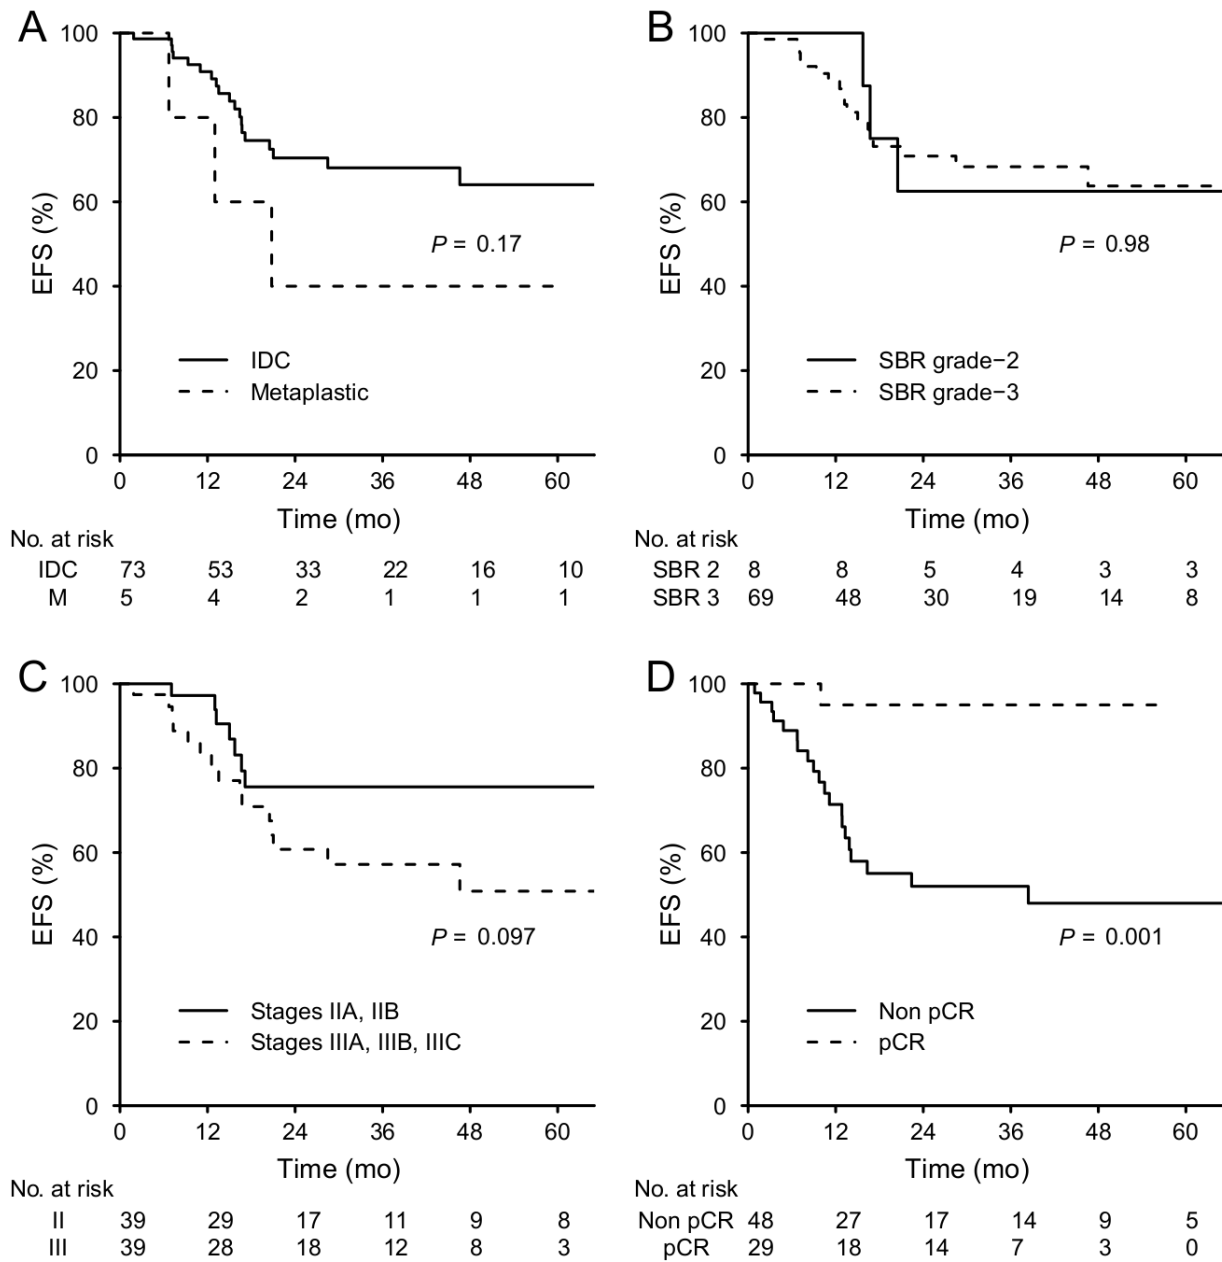 A
100
80
60
40
20
0
EFS (%)
P = 0.17
IDC
Metaplastic
0 12 24 36 48 60
Time (mo)
No. at risk
IDC 73 53 33 22 16 10
M 5 4 2 1 1 1
B
100
80
60
40
20
0
EFS (%)
P = 0.98
SBR grade−2
SBR grade−3
0 12 24 36 48 60
Time (mo)
No. at risk
SBR 2 8 8 5 4 3 3
SBR 3 69 48 30 19 14 8
C
100
80
60
40
20
0
EFS (%)
P = 0.097
Stages IIA, IIB
Stages IIIA, IIIB, IIIC
0 12 24 36 48 60
Time (mo)
No. at risk
II 39 29 17 11 9 8
III 39 28 18 12 8 3
D
100
80
60
40
20
0
EFS (%)
P = 0.001
Non pCR
pCR
0 12 24 36 48 60
Time (mo)
No. at risk
Non pCR 48 27 17 14 9 5
pCR 29 18 14 7 3 0